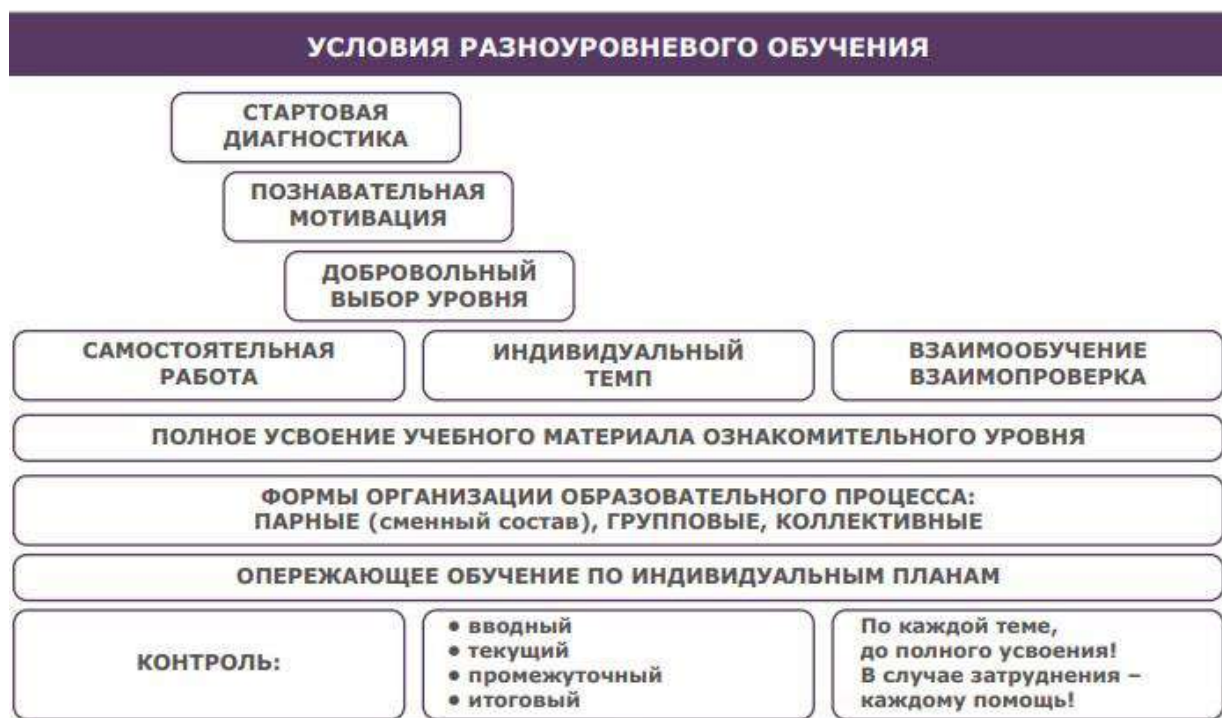 УСЛОВИЯ РАЗНОУРОВНЕВОГО ОБУЧЕНИЯ
СТАРТОВАЯ
ДИАГНОСТИКА
ПОЗНАВАТЕЛЬНАЯ
МОТИВАЦИЯ
ДОБРОВОЛЬНЫЙ
ВЫБОР УРОВНЯ
САМОСТОЯТЕЛЬНАЯ
РАБОТА
ИНДИВИДУАЛЬНЫЙ
ТЕМП
ВЗАИМООБУЧЕНИЕ
ВЗАИМОПРОВЕРКА
ПОЛНОЕ УСВОЕНИЕ УЧЕБНОГО МАТЕРИАЛА ОЗНАКОМИТЕЛЬНОГО УРОВНЯ
ФОРМЫ ОРГАНИЗАЦИИ ОБРАЗОВАТЕЛЬНОГО ПРОЦЕССА:
ПАРНЫЕ (сменный состав), ГРУППОВЫЕ, КОЛЛЕКТИВНЫЕ
ОПЕРЕЖАЮЩЕЕ ОБУЧЕНИЕ ПО ИНДИВИДУАЛЬНЫМ ПЛАНАМ
КОНТРОЛЬ:
• вводный
• текущий
• промежуточный
• итоговый
По каждой теме,
до полного усвоения!
В случае затруднения –
каждому помощь!